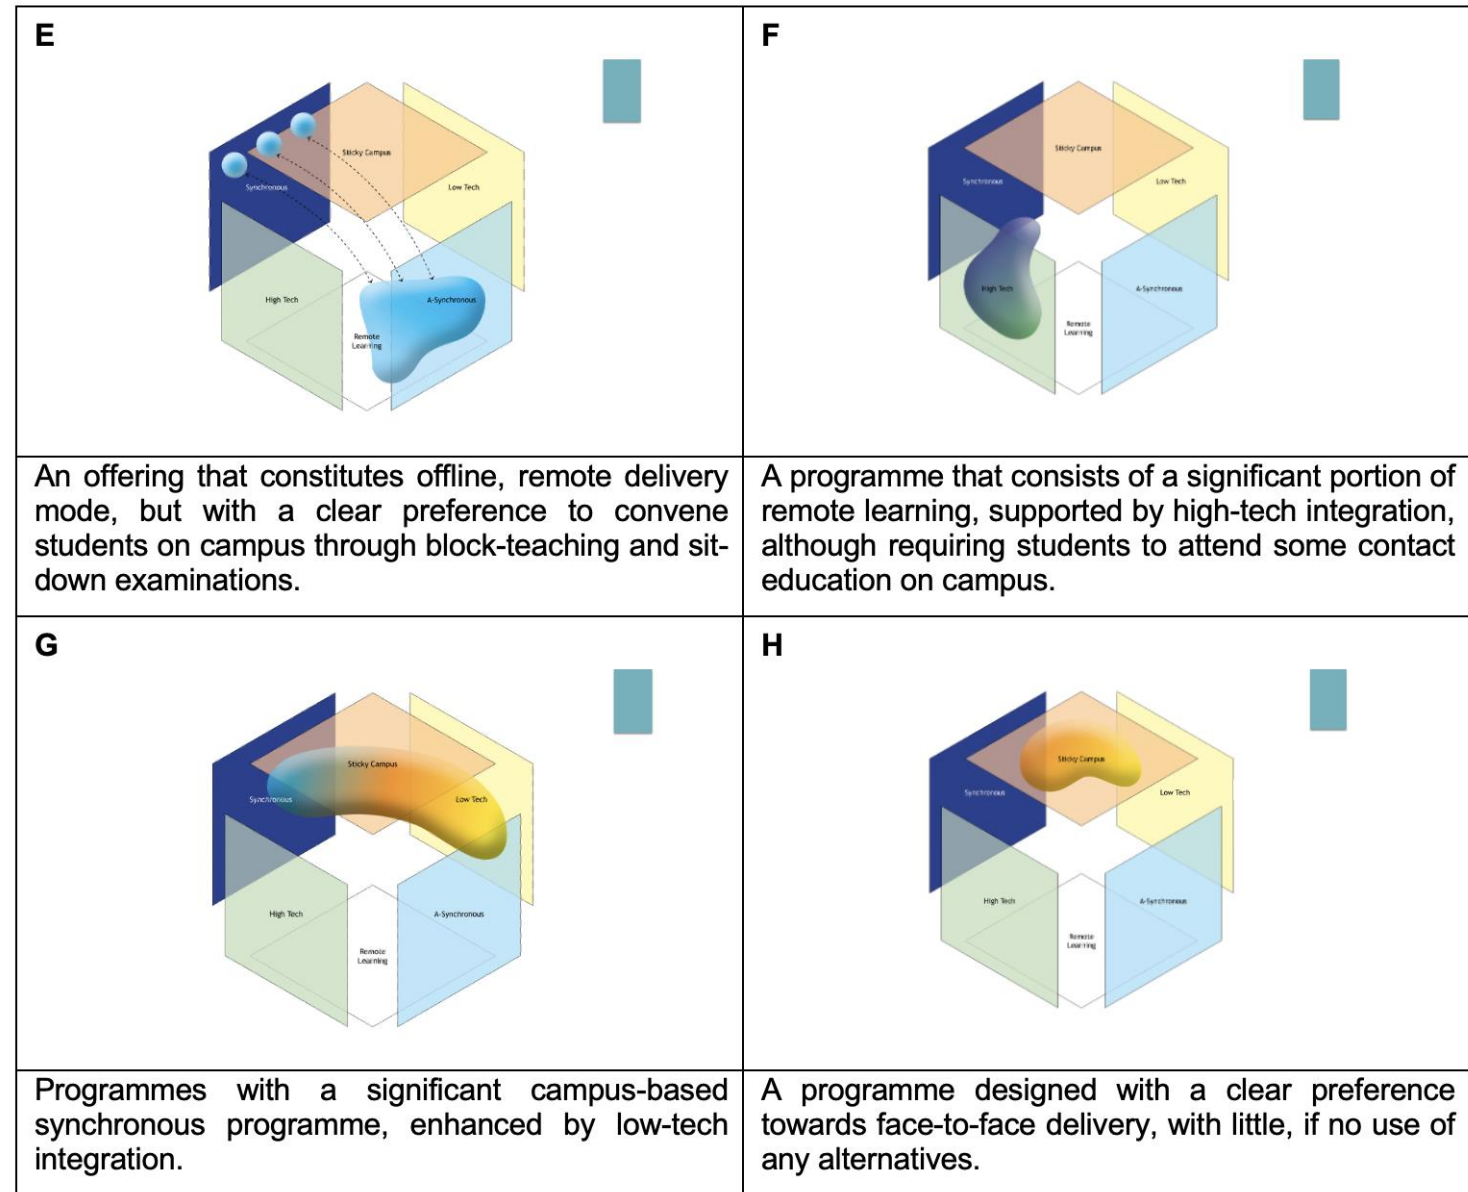 E
Sticky Campus
Synchronous
Low Tech
High Tech
A-Synchronous
Remote
Learning
An offering that constitutes offline, remote delivery
mode, but with a clear preference to convene
students on campus through block-teaching and sit-
down examinations.
F
Sticky Campus
Synchronous
Low Tech
High Tech
A-Synchronous
Remote
Learning
A programme that consists of a significant portion of
remote learning, supported by high-tech integration,
although requiring students to attend some contact
education on campus.
G
Sticky Campus
Synchronous
Low Tech
High Tech
A-Synchronous
Remote
Learning
Programmes with a significant campus-based
synchronous programme, enhanced by low-tech
integration.
H
Sticky Campus
Synchronous
Low Tech
High Tech
A-Synchronous
Remote
Learning
A programme designed with a clear preference
towards face-to-face delivery, with little, if no use of
any alternatives.